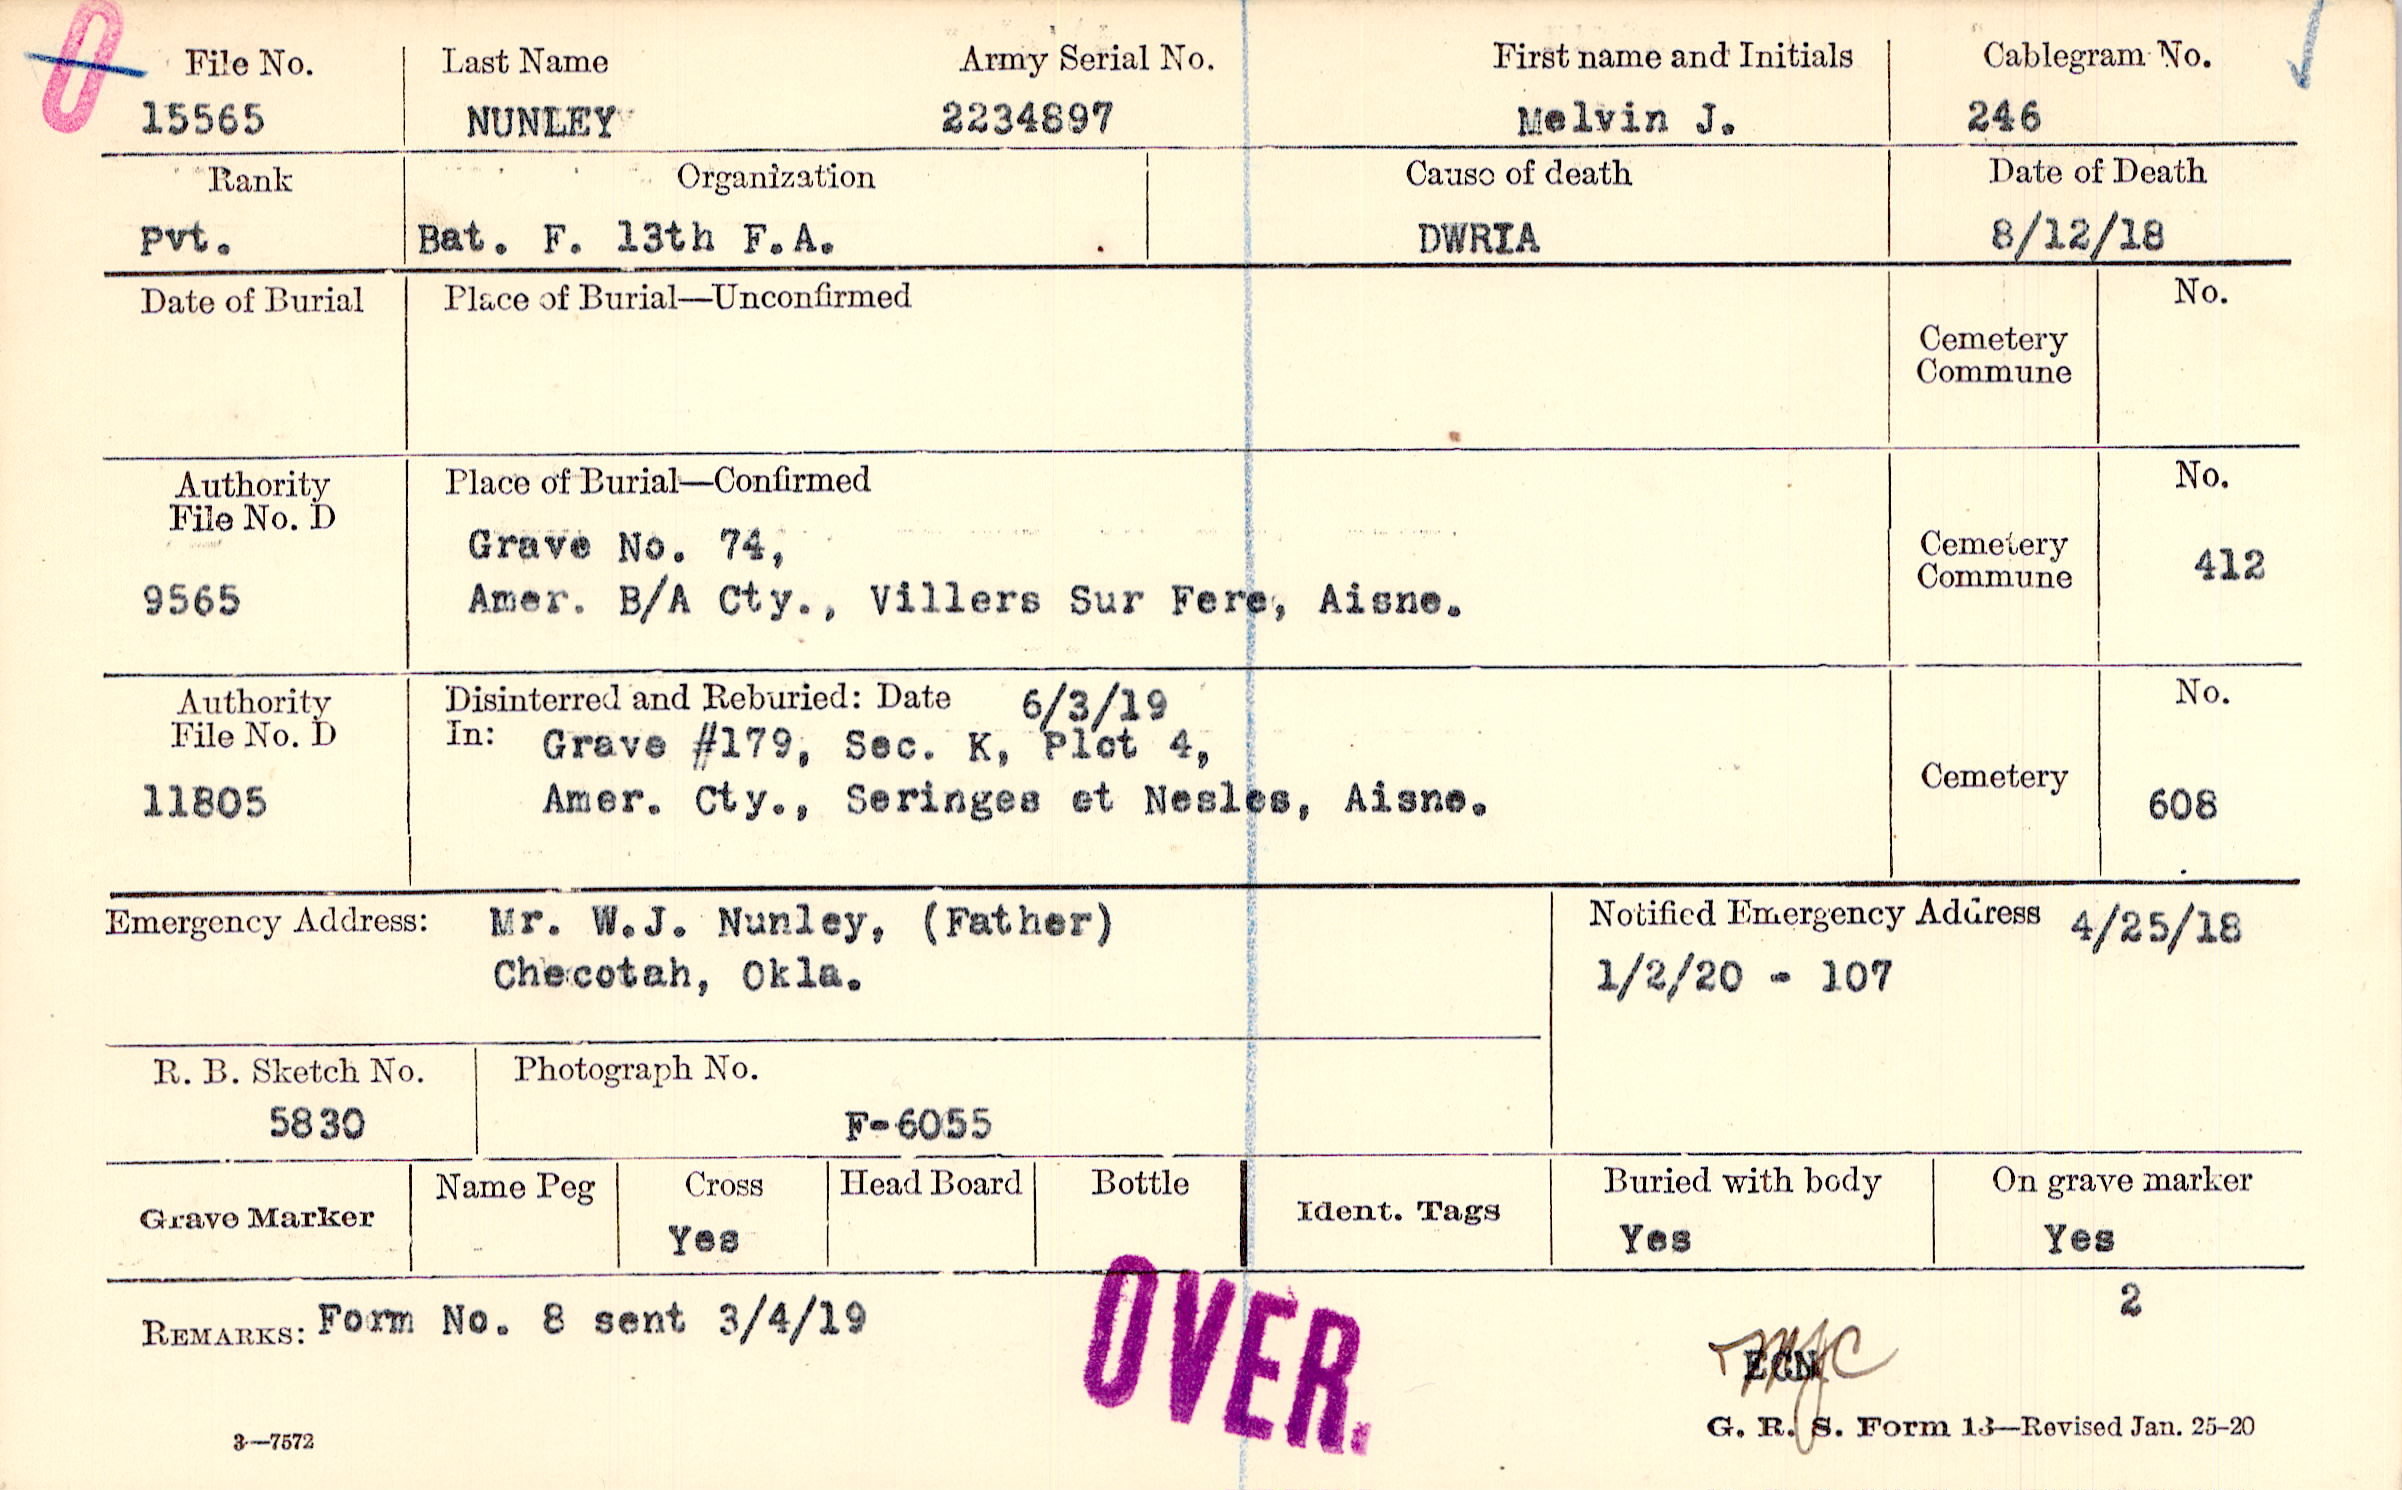 0
File No. Last Name Army Serial No. First name and Initials Cablegram No.
15565 NUNLEY 2234897 Melvin J. 246
Rank Organization Cause of death Date of Death
Pvt. Bat. F. 13th F.A. DWRIA 8/12/18
Date of Burial Place of Burial—Unconfirmed No.
Cemetery
Commune
Authority Place of Burial—Confirmed No.
File No. D
Grave No. 74, Cemetery
9565 Amer. B/A Cty., Villers Sur Fere, Aisne. Commune 412
Authority Disinterred and Reburied: Date 6/3/19 No.
File No. D In: Grave #179, Sec. K, Plot 4,
Cemetery
11805 Amer. Cty., Seringes et Nesles, Aisne. 608
Emergency Address: Mr. W.J. Nunley, (Father) Notified Emergency Address 4/25/18
Checotah, Okla. 1/2/20 - 107
R. B. Sketch No. Photograph No.
5830 F-6055
Name Peg Cross Head Board Bottle Buried with body On grave marker
Grave Marker Ident. Tags
Yes Yes Yes
2
REMARKS: Form No. 8 sent 3/4/19
OVER.
ECN
3—7572 G. R. S. Form 13—Revised Jan. 25-20